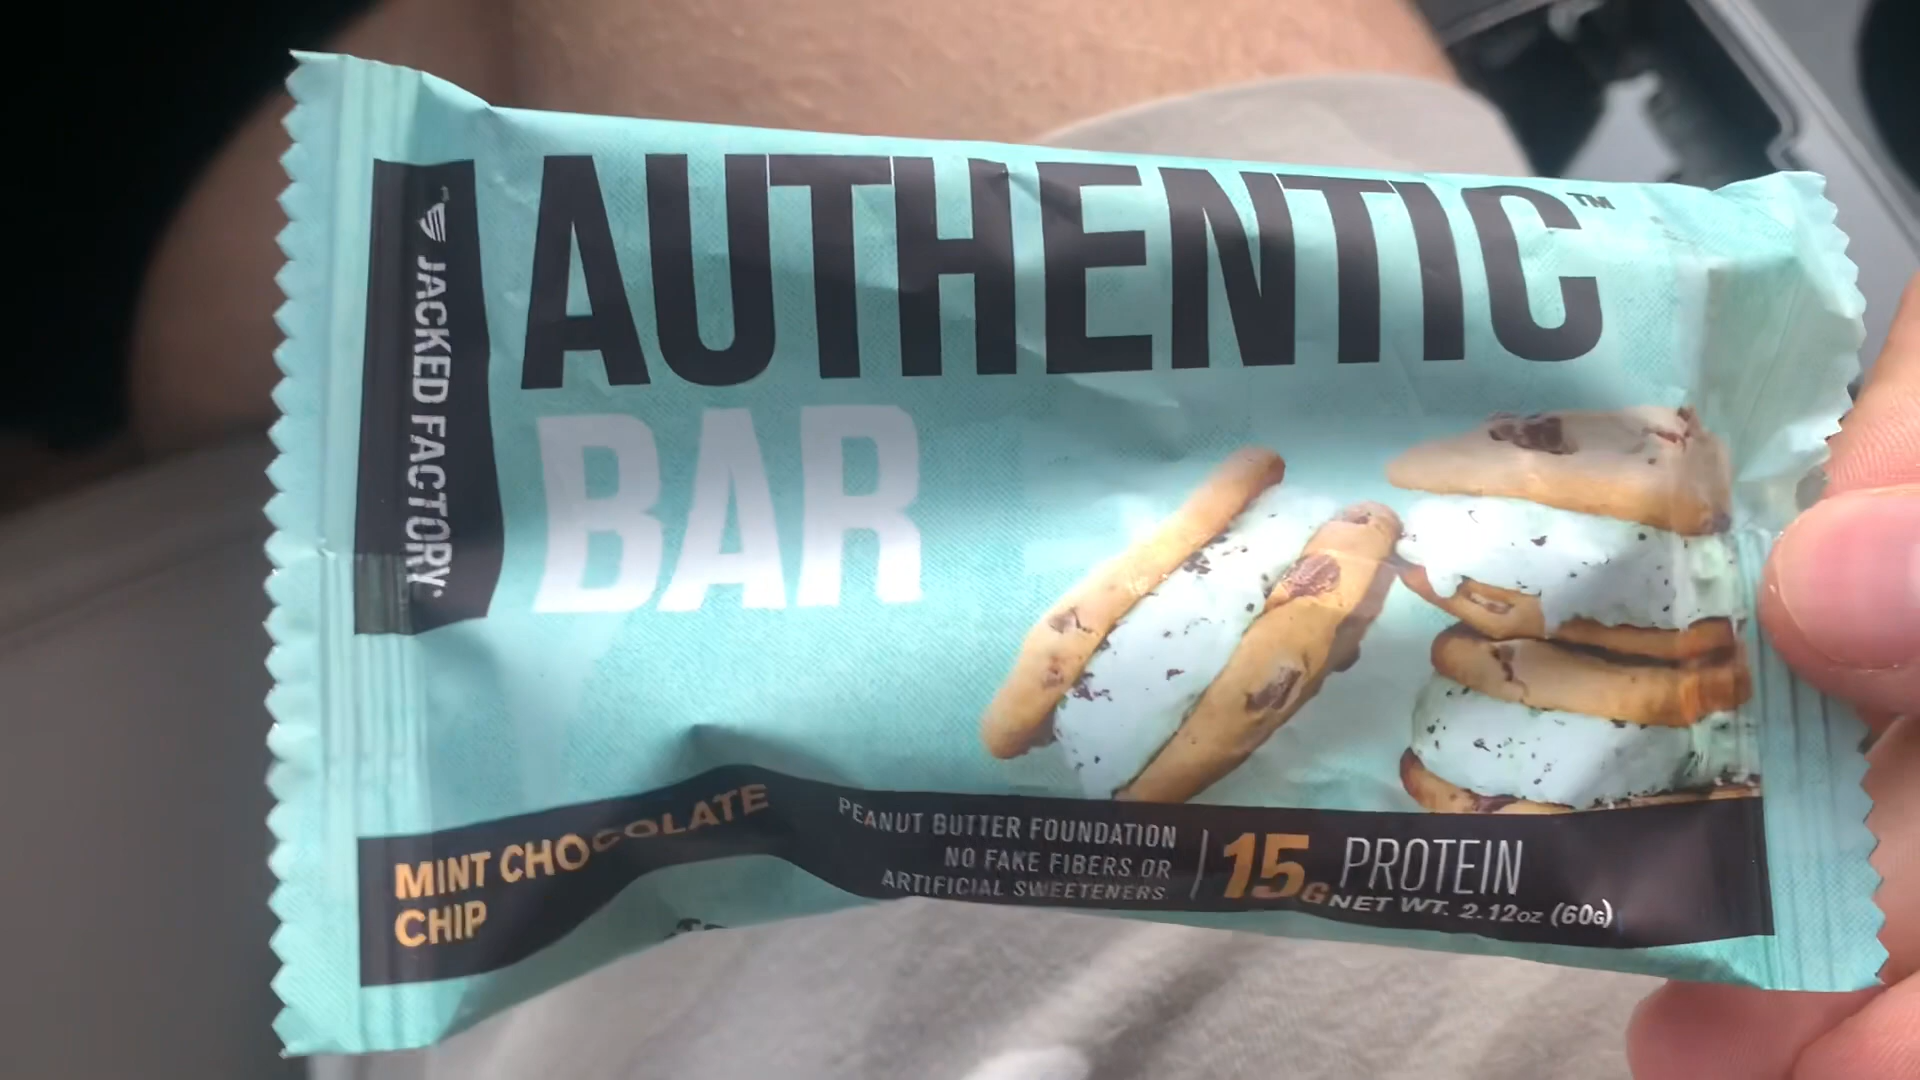 JACKED FACTORY
AUTHENTIC™
BAR
MINT CHOCOLATE
CHIP
PEANUT BUTTER FOUNDATION
NO FAKE FIBERS OR
ARTIFICIAL SWEETENERS
15G PROTEIN
NET WT. 2.12oz (60G)